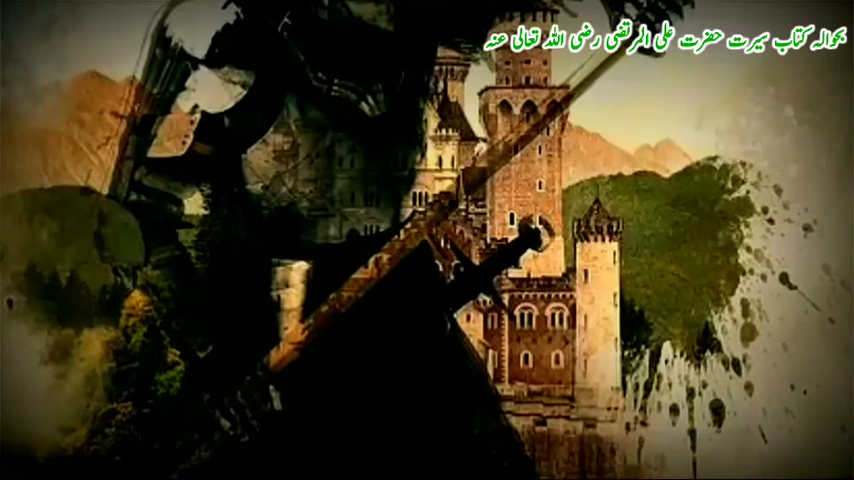 بحوالہ کتاب سیرت حضرت علی المرتضی رضی اللہ تعالی عنہ